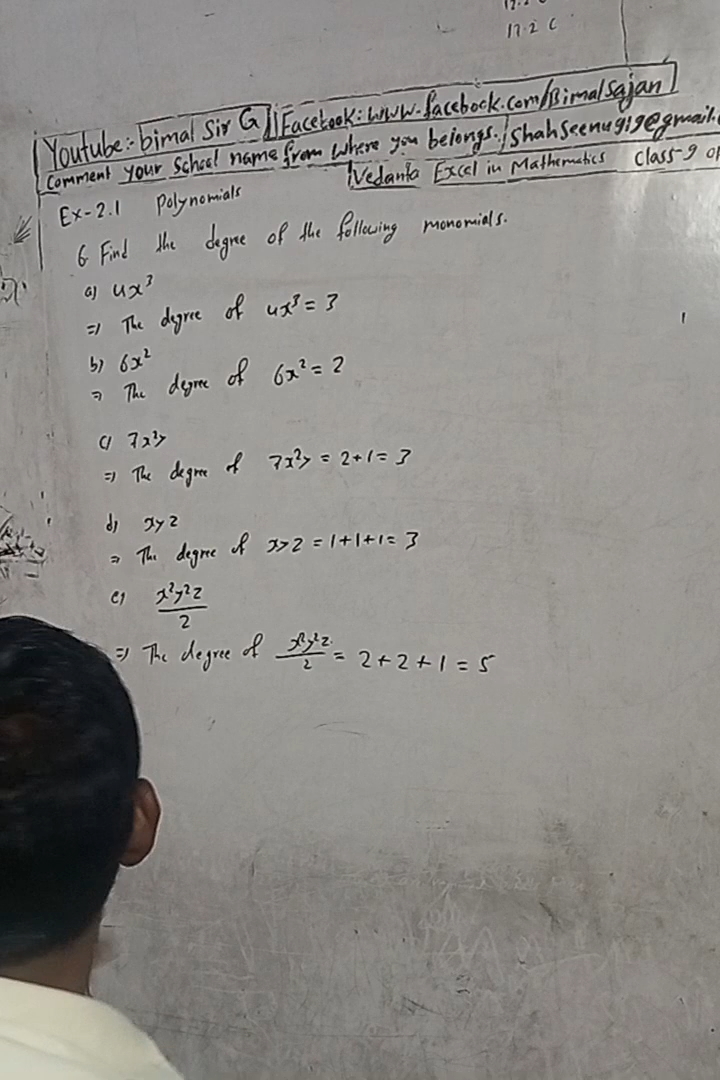 17.2 C
Youtube:- bimal Sir G || Facebook: www.facebook.com/Bimalsajan
Comment your School name from where you belongs. / Shahseenu919@gmail.
Vedanta Excel in Mathematics Class-9
Ex-2.1 Polynomials
6 Find the degree of the following monomials.
a) 4x³
=> The degree of 4x³ = 3
b) 6x²
=> The degree of 6x² = 2
c) 7x²y
=> The degree of 7x²y = 2+1 = 3
d) xyz
=> The degree of xyz = 1+1+1 = 3
e) x²y²z/2
=> The degree of x²y²z/2 = 2+2+1 = 5